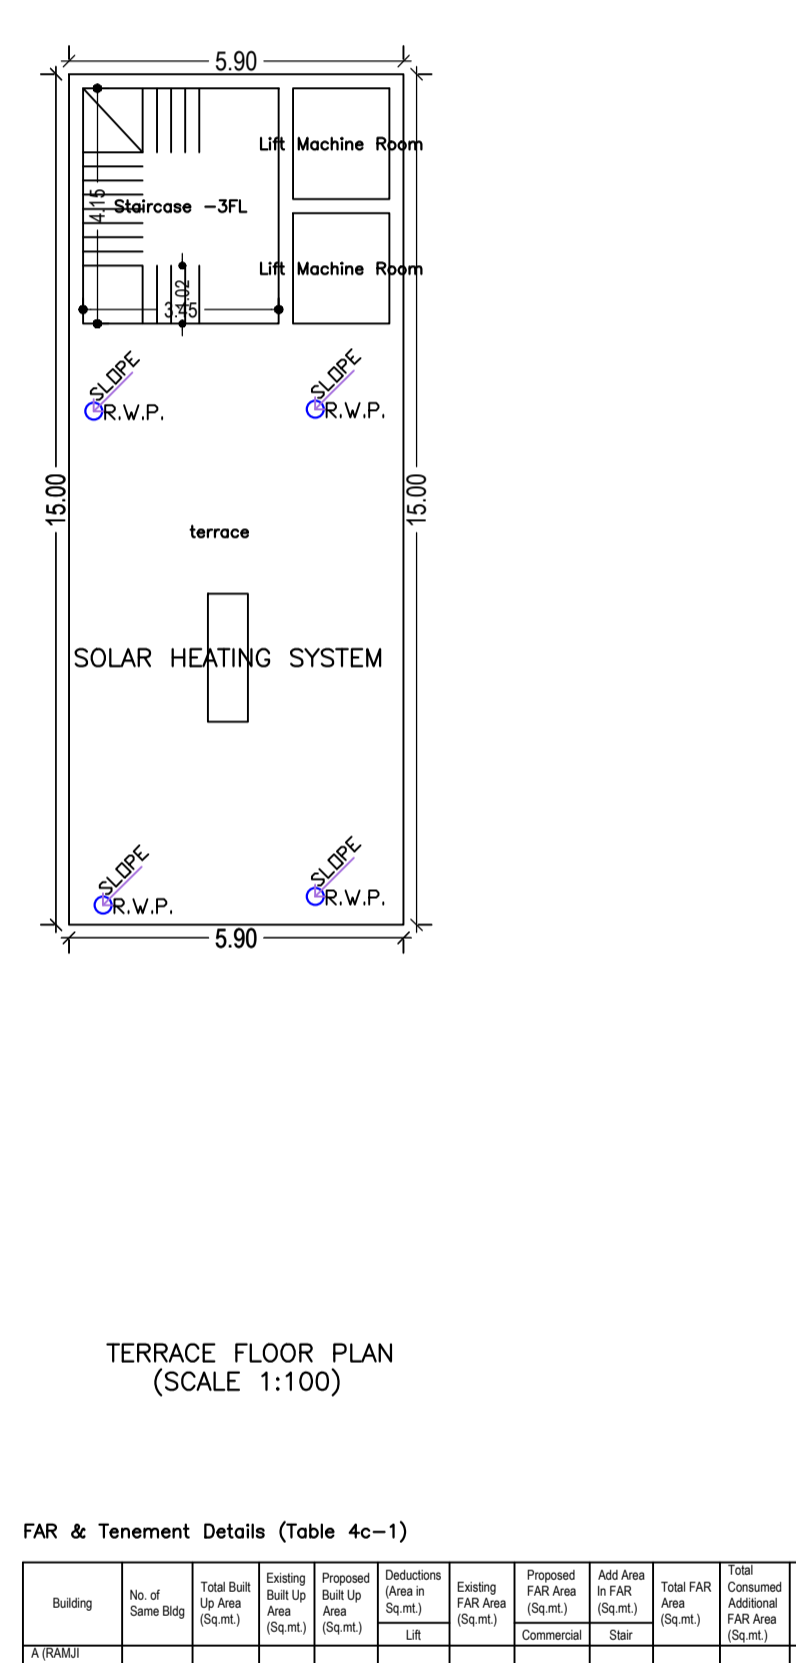 5.90
Lift Machine Room
4.15
Staircase -3FL
Lift Machine Room
1.02
3.45
SLOPE
R.W.P.
SLOPE
R.W.P.
15.00
15.00
terrace
SOLAR HEATING SYSTEM
SLOPE
R.W.P.
SLOPE
R.W.P.
5.90
TERRACE FLOOR PLAN
(SCALE 1:100)
FAR & Tenement Details (Table 4c-1)
Building
No. of
Same Bldg
Total Built
Up Area
(Sq.mt.)
Existing
Built Up
Area
(Sq.mt.)
Proposed
Built Up
Area
(Sq.mt.)
Deductions
(Area in
Sq.mt.)
Lift
Existing
FAR Area
(Sq.mt.)
Proposed
FAR Area
(Sq.mt.)
Commercial
Add Area
In FAR
(Sq.mt.)
Stair
Total FAR
Area
(Sq.mt.)
Total
Consumed
Additional
FAR Area
(Sq.mt.)
A (RAMJI